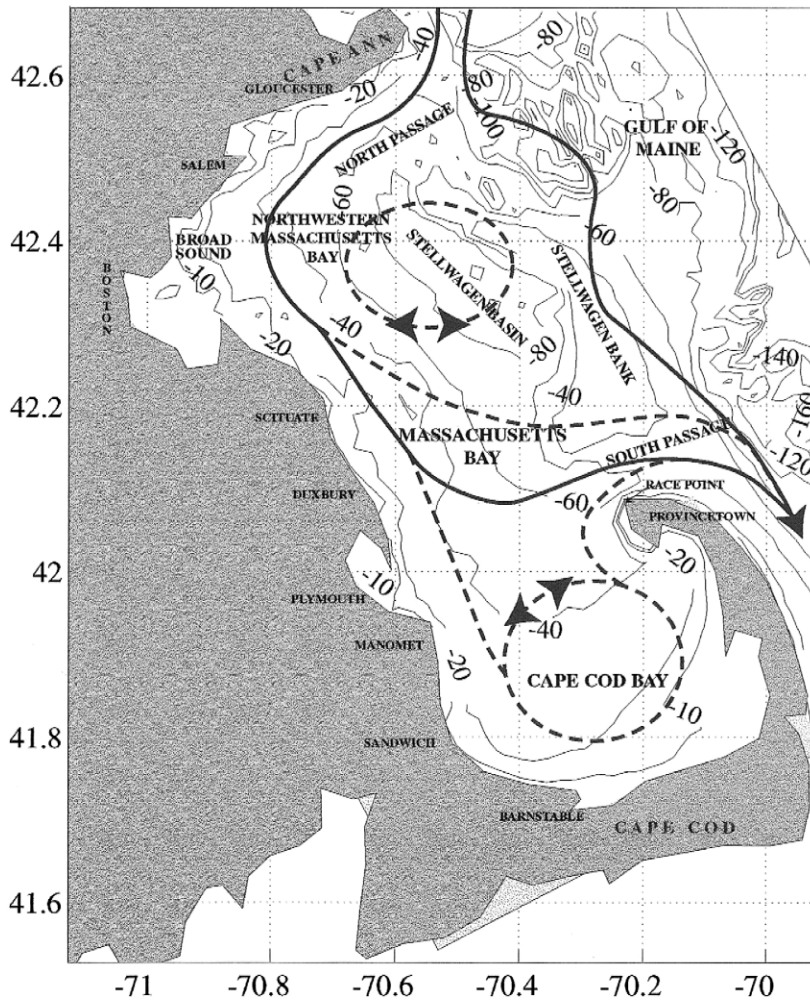 42.6
42.4
42.2
42
41.8
41.6
-71
-70.8
-70.6
-70.4
-70.2
-70
CAPE ANN
GLOUCESTER
-20
-40
-80
-80
-100
NORTH PASSAGE
GULF OF
MAINE
-120
SALEM
-60
-80
NORTHWESTERN
MASSACHUSETTS
BAY
BROAD
SOUND
-60
BOSTON
-10
STELLWAGEN BASIN
STELLWAGEN BANK
-20
-40
-80
-140
-40
-160
SCITUATE
MASSACHUSETTS
BAY
SOUTH PASSAGE
-120
RACE POINT
DUXBURY
-60
PROVINCETOWN
-20
-10
PLYMOUTH
MANOMET
-40
-20
CAPE COD BAY
-10
SANDWICH
BARNSTABLE
CAPE COD